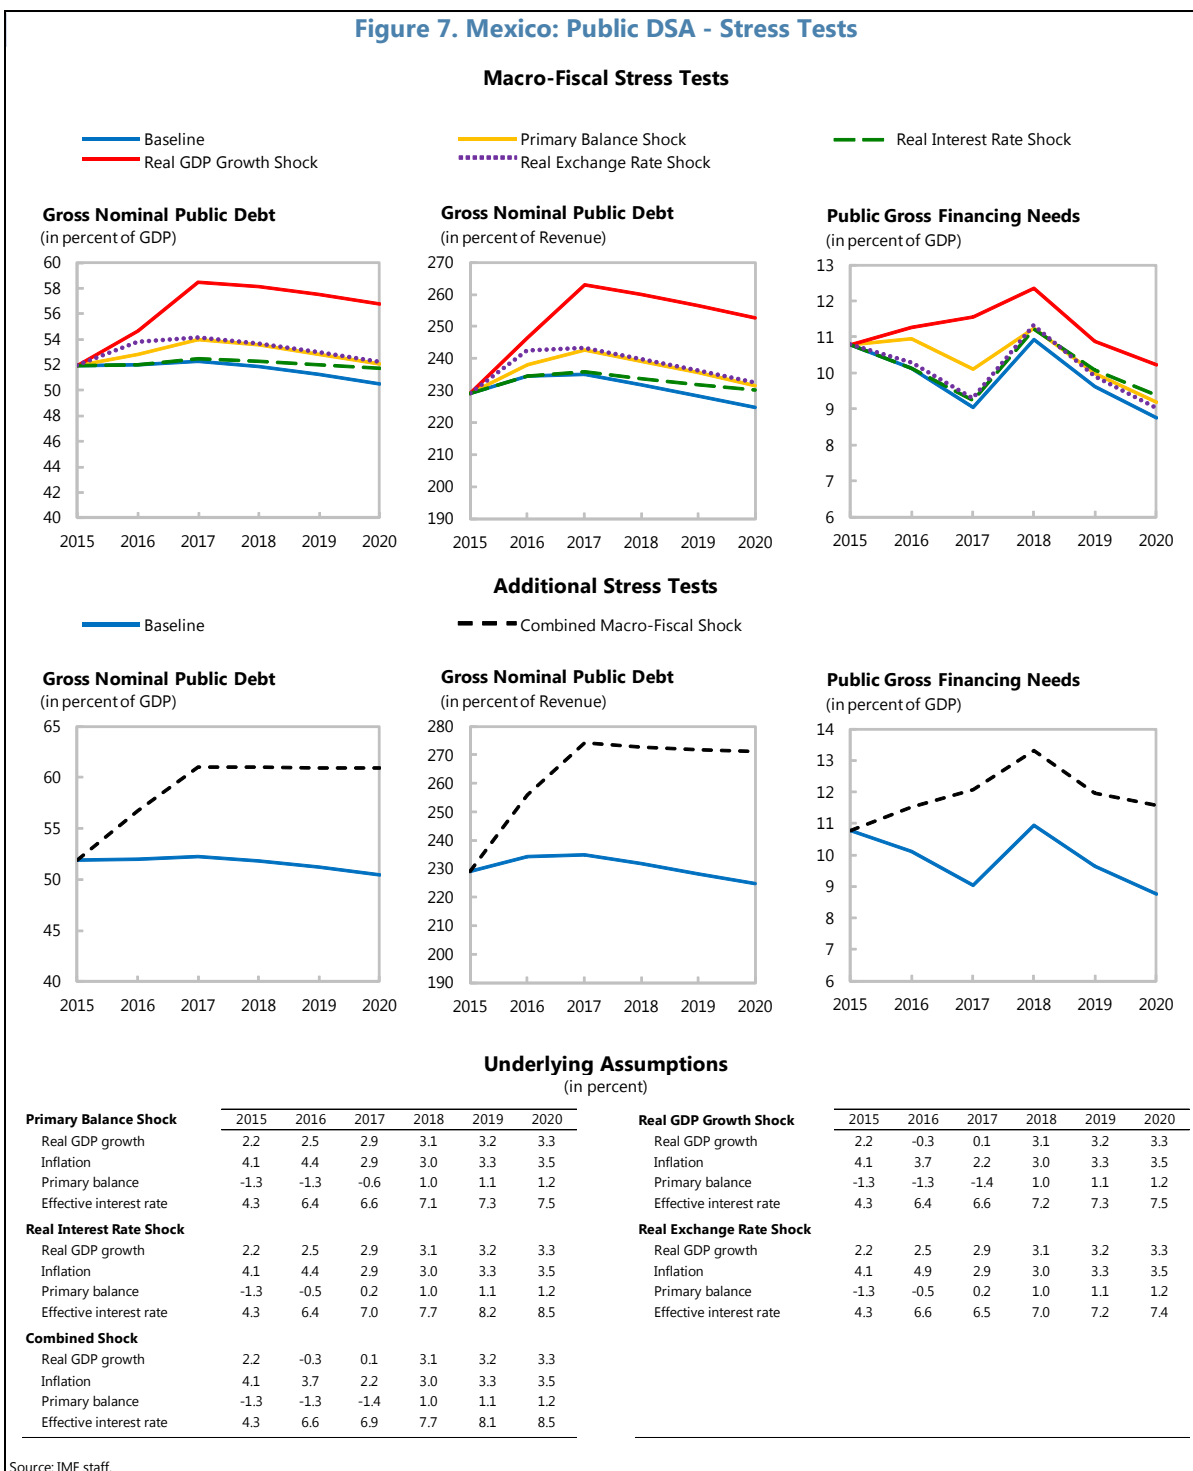 Figure 7. Mexico: Public DSA - Stress Tests
Macro-Fiscal Stress Tests
Baseline
Primary Balance Shock
Real Interest Rate Shock
Real GDP Growth Shock
Real Exchange Rate Shock
Gross Nominal Public Debt
(in percent of GDP)
60
58
56
54
52
50
48
46
44
42
40
2015 2016 2017 2018 2019 2020
Gross Nominal Public Debt
(in percent of Revenue)
270
260
250
240
230
220
210
200
190
2015 2016 2017 2018 2019 2020
Public Gross Financing Needs
(in percent of GDP)
13
12
11
10
9
8
7
6
2015 2016 2017 2018 2019 2020
Additional Stress Tests
Baseline
Combined Macro-Fiscal Shock
Gross Nominal Public Debt
(in percent of GDP)
65
60
55
50
45
40
2015 2016 2017 2018 2019 2020
Gross Nominal Public Debt
(in percent of Revenue)
280
270
260
250
240
230
220
210
200
190
2015 2016 2017 2018 2019 2020
Public Gross Financing Needs
(in percent of GDP)
14
13
12
11
10
9
8
7
6
2015 2016 2017 2018 2019 2020
Underlying Assumptions
(in percent)
Primary Balance Shock 2015 2016 2017 2018 2019 2020
Real GDP growth 2.2 2.5 2.9 3.1 3.2 3.3
Inflation 4.1 4.4 2.9 3.0 3.3 3.5
Primary balance -1.3 -1.3 -0.6 1.0 1.1 1.2
Effective interest rate 4.3 6.4 6.6 7.1 7.3 7.5
Real Interest Rate Shock
Real GDP growth 2.2 2.5 2.9 3.1 3.2 3.3
Inflation 4.1 4.4 2.9 3.0 3.3 3.5
Primary balance -1.3 -0.5 0.2 1.0 1.1 1.2
Effective interest rate 4.3 6.4 7.0 7.7 8.2 8.5
Combined Shock
Real GDP growth 2.2 -0.3 0.1 3.1 3.2 3.3
Inflation 4.1 3.7 2.2 3.0 3.3 3.5
Primary balance -1.3 -1.3 -1.4 1.0 1.1 1.2
Effective interest rate 4.3 6.6 6.9 7.7 8.1 8.5
Real GDP Growth Shock 2015 2016 2017 2018 2019 2020
Real GDP growth 2.2 -0.3 0.1 3.1 3.2 3.3
Inflation 4.1 3.7 2.2 3.0 3.3 3.5
Primary balance -1.3 -1.3 -1.4 1.0 1.1 1.2
Effective interest rate 4.3 6.4 6.6 7.2 7.3 7.5
Real Exchange Rate Shock
Real GDP growth 2.2 2.5 2.9 3.1 3.2 3.3
Inflation 4.1 4.9 2.9 3.0 3.3 3.5
Primary balance -1.3 -0.5 0.2 1.0 1.1 1.2
Effective interest rate 4.3 6.6 6.5 7.0 7.2 7.4
Source: IMF staff.